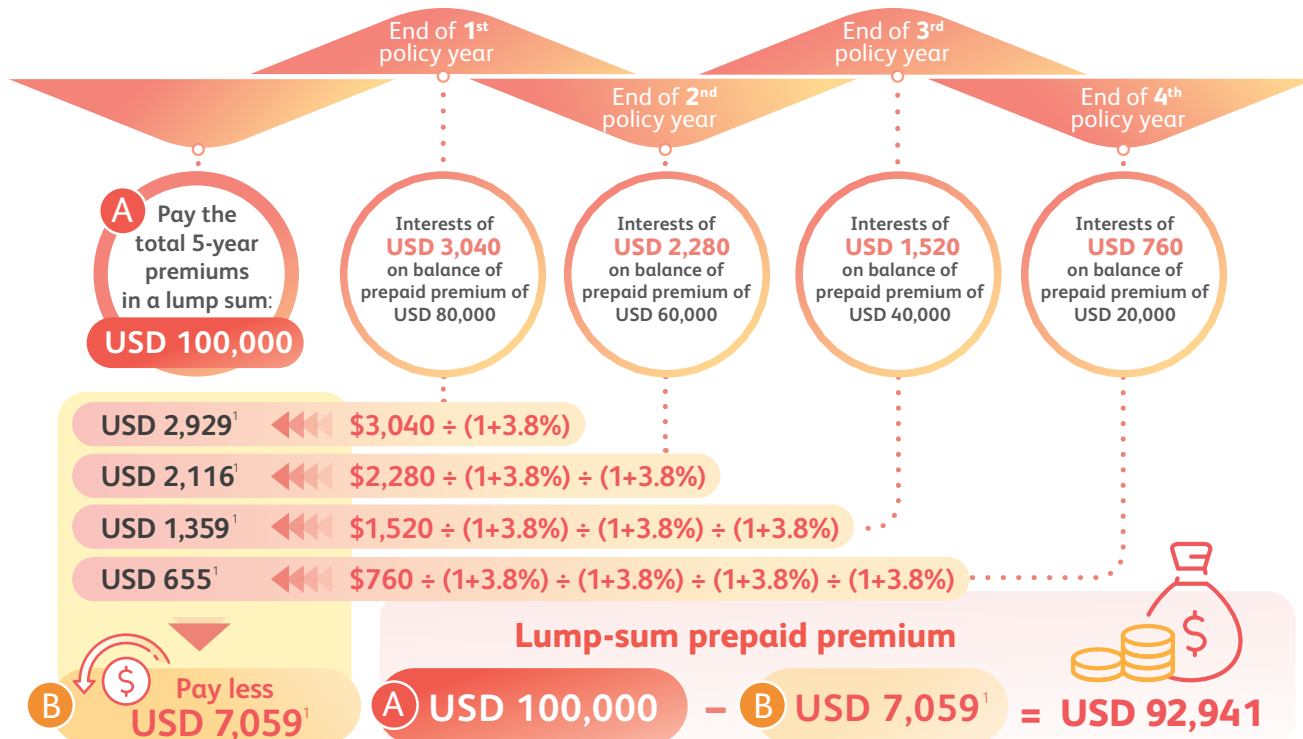 End of 1st
policy year
End of 2nd
policy year
End of 3rd
policy year
End of 4th
policy year
A
Pay the
total 5-year
premiums
in a lump sum:
USD 100,000
Interests of
USD 3,040
on balance of
prepaid premium of
USD 80,000
Interests of
USD 2,280
on balance of
prepaid premium of
USD 60,000
Interests of
USD 1,520
on balance of
prepaid premium of
USD 40,000
Interests of
USD 760
on balance of
prepaid premium of
USD 20,000
USD 2,929¹ $3,040 ÷ (1+3.8%)
USD 2,116¹ $2,280 ÷ (1+3.8%) ÷ (1+3.8%)
USD 1,359¹ $1,520 ÷ (1+3.8%) ÷ (1+3.8%) ÷ (1+3.8%)
USD 655¹ $760 ÷ (1+3.8%) ÷ (1+3.8%) ÷ (1+3.8%) ÷ (1+3.8%)
$
B
$
Pay less
USD 7,059¹
Lump-sum prepaid premium
A USD 100,000 – B USD 7,059¹ = USD 92,941